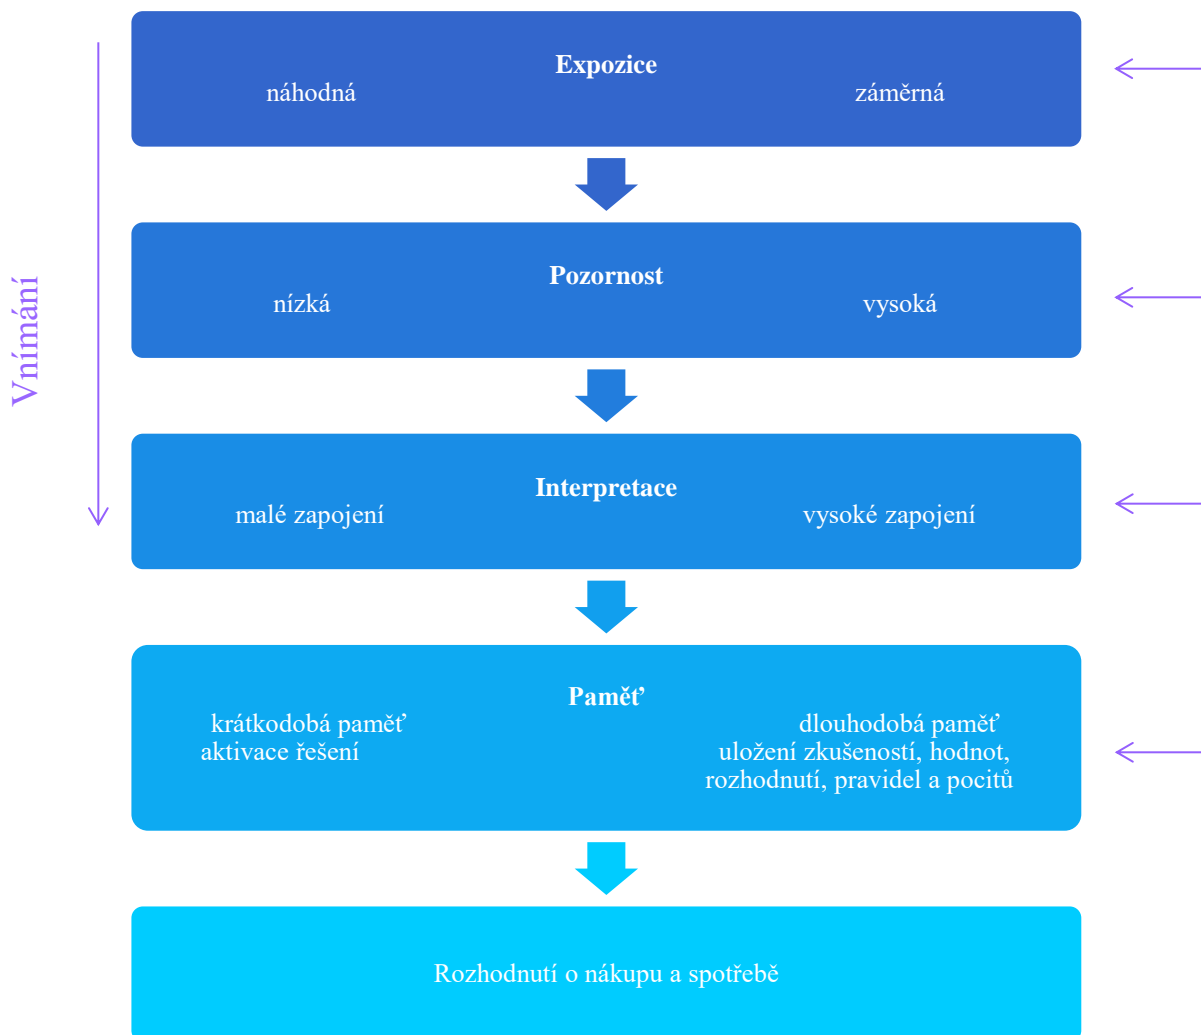 Vnímání
Expozice
náhodná záměrná
Pozornost
nízká vysoká
Interpretace
malé zapojení vysoké zapojení
Paměť
krátkodobá paměť dlouhodobá paměť
aktivace řešení uložení zkušeností, hodnot,
rozhodnutí, pravidel a pocitů
Rozhodnutí o nákupu a spotřebě